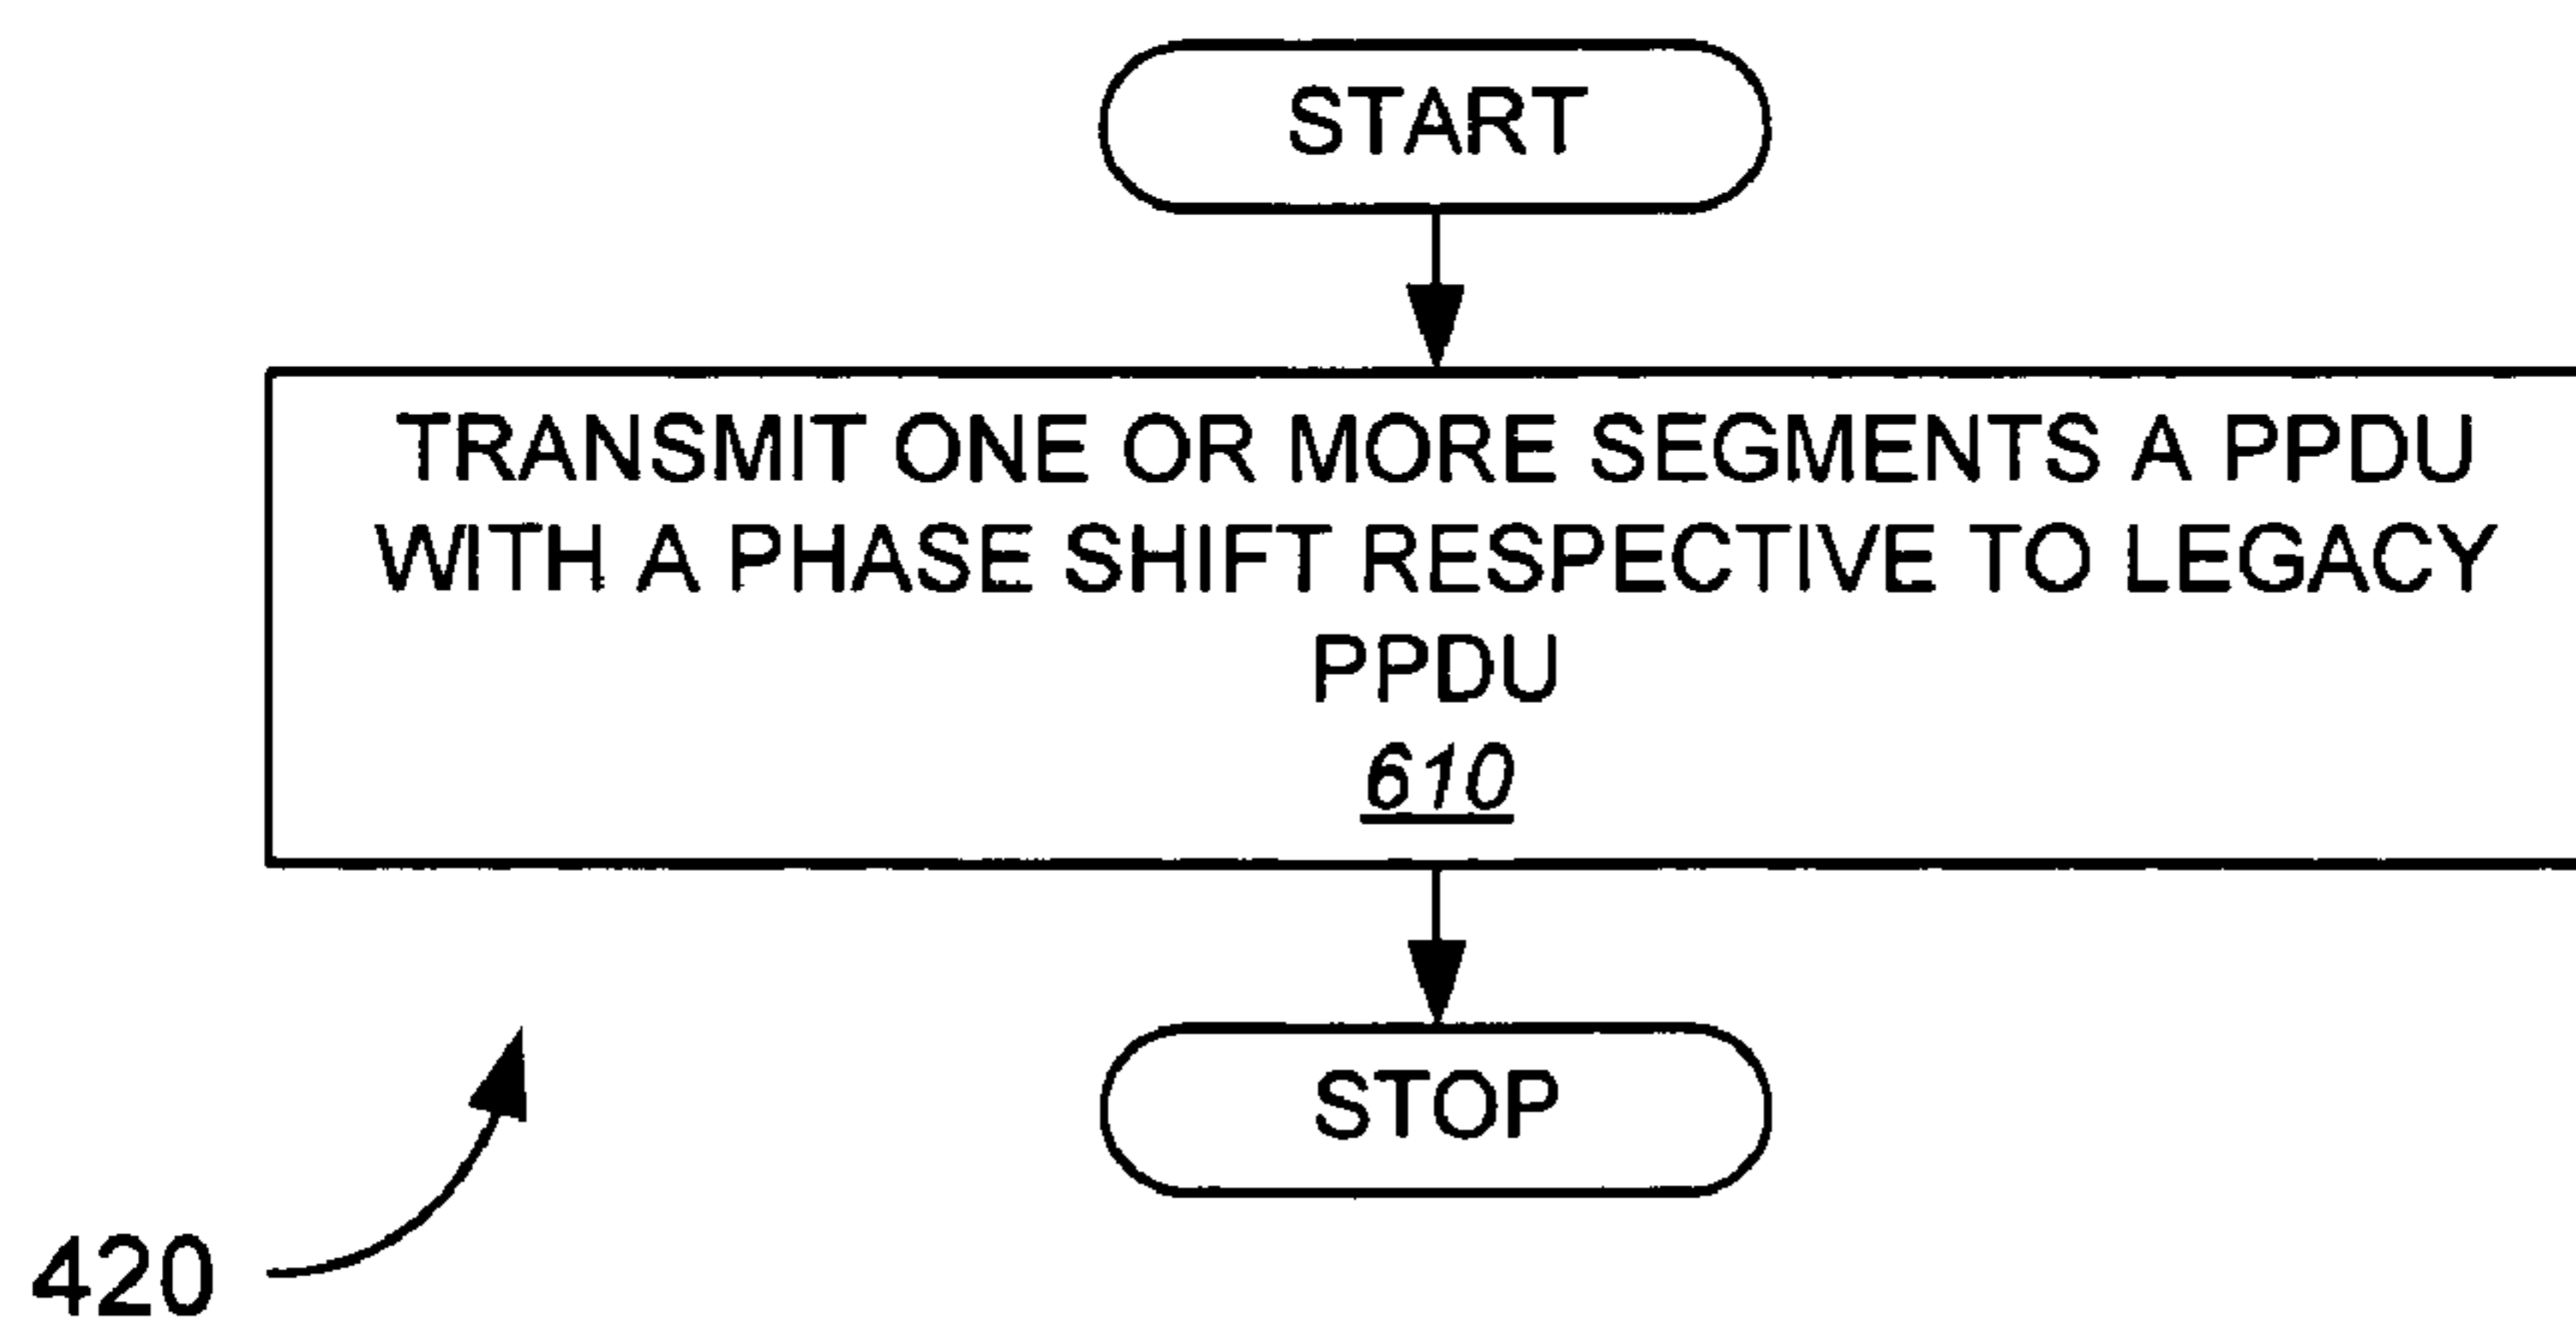 START
TRANSMIT ONE OR MORE SEGMENTS A PPDU
WITH A PHASE SHIFT RESPECTIVE TO LEGACY
PPDU
610
STOP
420